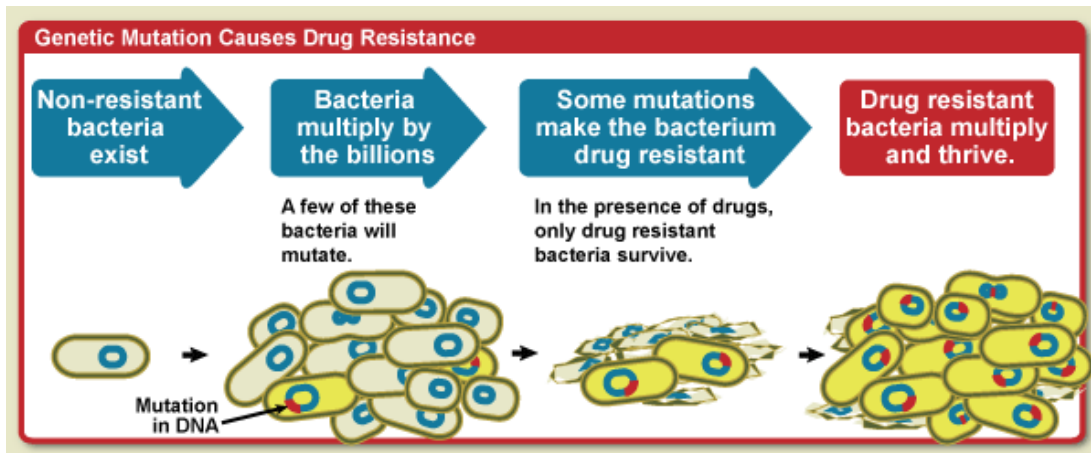 Genetic Mutation Causes Drug Resistance
Non-resistant
bacteria
exist
Bacteria
multiply by
the billions
Some mutations
make the bacterium
drug resistant
Drug resistant
bacteria multiply
and thrive.
A few of these
bacteria will
mutate.
In the presence of drugs,
only drug resistant
bacteria survive.
Mutation
in DNA